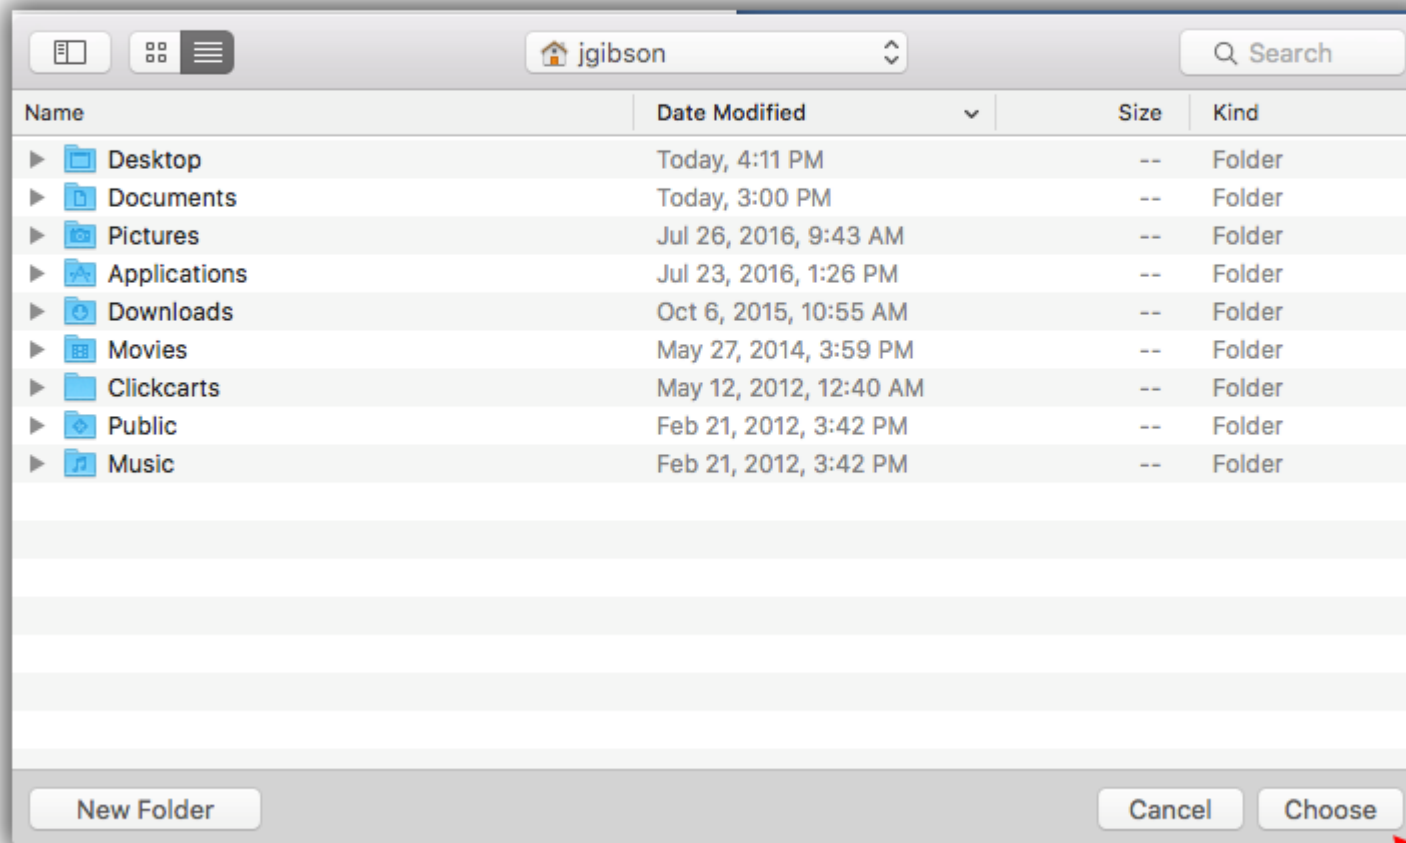 jgibson Search
Name Date Modified Size Kind
Desktop Today, 4:11 PM -- Folder
Documents Today, 3:00 PM -- Folder
Pictures Jul 26, 2016, 9:43 AM -- Folder
Applications Jul 23, 2016, 1:26 PM -- Folder
Downloads Oct 6, 2015, 10:55 AM -- Folder
Movies May 27, 2014, 3:59 PM -- Folder
Clickcarts May 12, 2012, 12:40 AM -- Folder
Public Feb 21, 2012, 3:42 PM -- Folder
Music Feb 21, 2012, 3:42 PM -- Folder
New Folder Cancel Choose